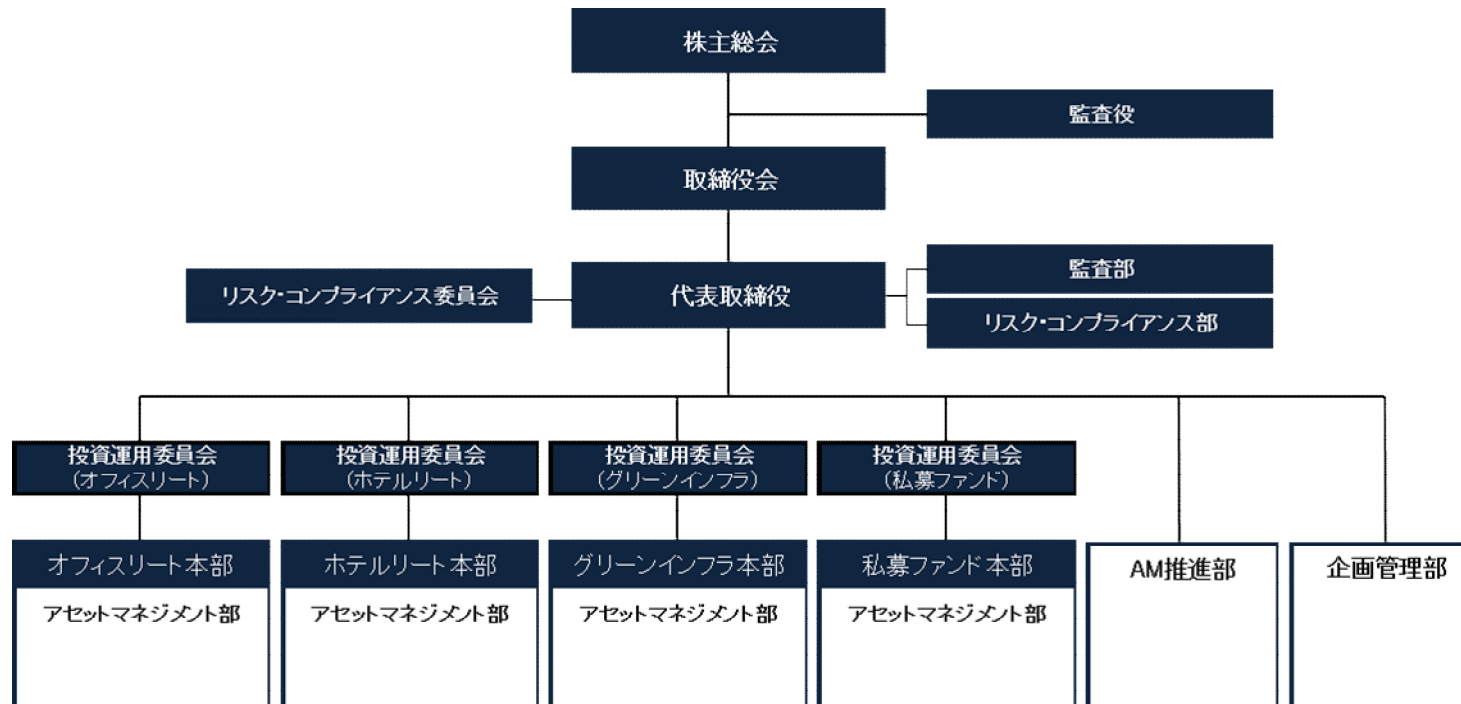 株主総会
監査役
取締役会
監査部
リスク・コンプライアンス委員会
代表取締役
リスク・コンプライアンス部
投資運用委員会
(オフィスリート)
投資運用委員会
(ホテルリート)
投資運用委員会
(グリーンインフラ)
投資運用委員会
(私募ファンド)
オフィスリート本部
アセットマネジメント部
ホテルリート本部
アセットマネジメント部
グリーンインフラ本部
アセットマネジメント部
私募ファンド本部
アセットマネジメント部
AM推進部
企画管理部